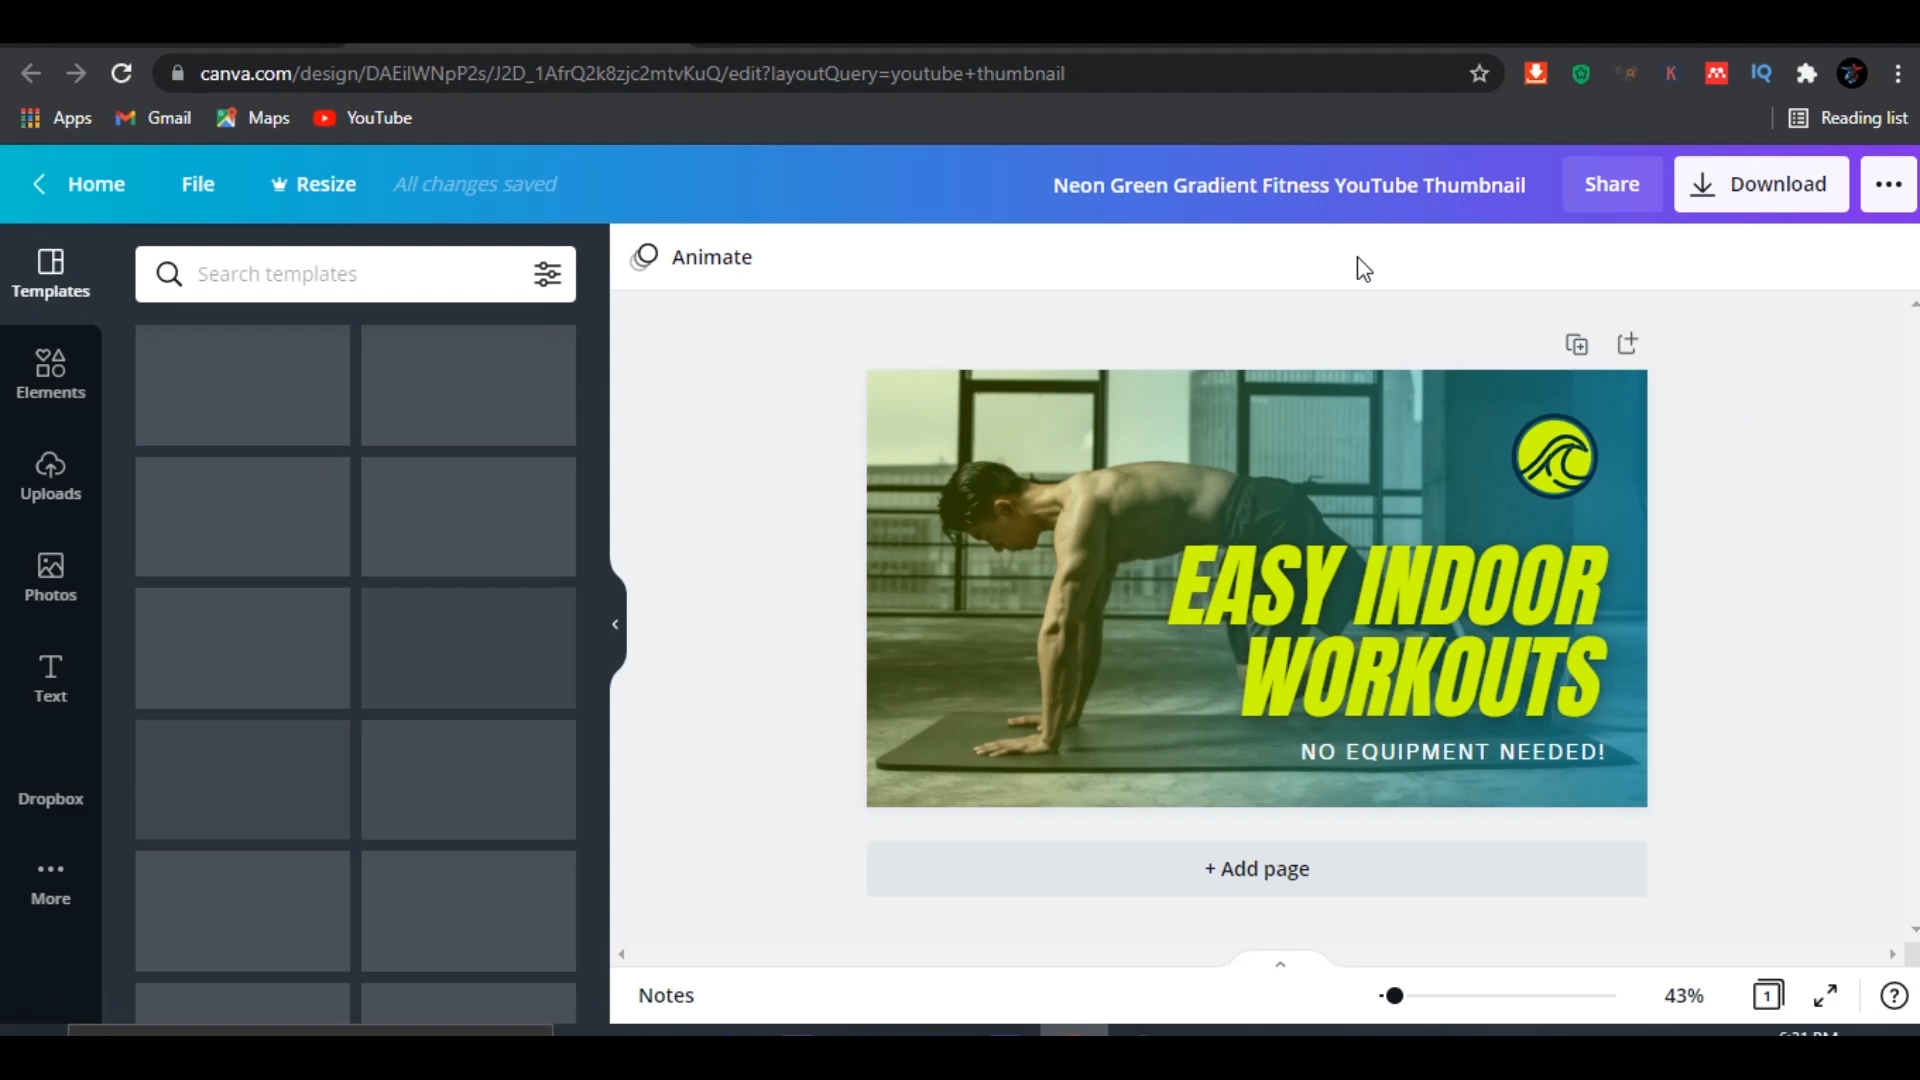 canva.com/design/DAEilWNpP2s/J2D_1AfrQ2k8zjc2mtvKuQ/edit?layoutQuery=youtube+thumbnail
K
IQ
Apps
Gmail
Maps
YouTube
Reading list
Home
File
Resize
All changes saved
Neon Green Gradient Fitness YouTube Thumbnail
Share
Download
Templates
Search templates
Animate
Elements
Uploads
Photos
Text
Dropbox
More
EASY INDOOR
WORKOUTS
NO EQUIPMENT NEEDED!
+ Add page
Notes
43%
1
?